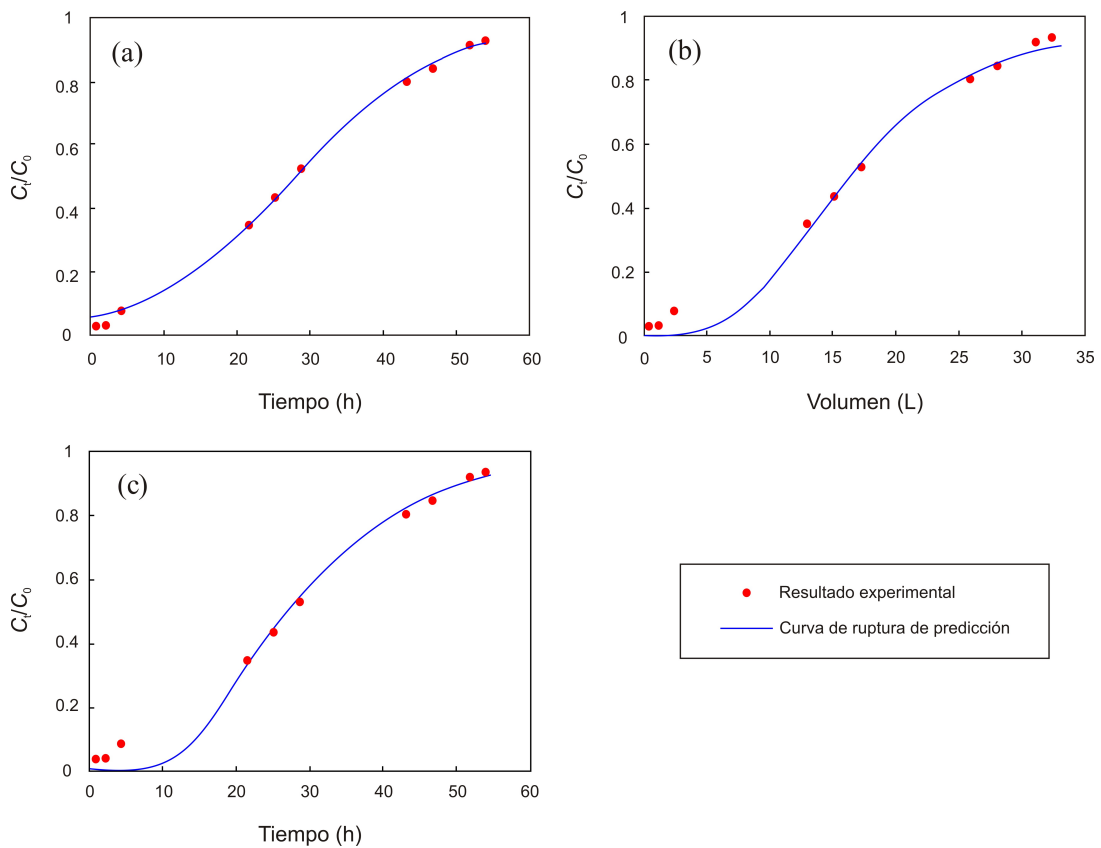 (a)
1
0.8
0.6
0.4
0.2
0
Ct/C0
0 10 20 30 40 50 60
Tiempo (h)
(b)
1
0.8
0.6
0.4
0.2
0
Ct/C0
0 5 10 15 20 25 30 35
Volumen (L)
(c)
1
0.8
0.6
0.4
0.2
0
Ct/C0
0 20 30 40 50 60
Tiempo (h)
Resultado experimental
Curva de ruptura de predicción